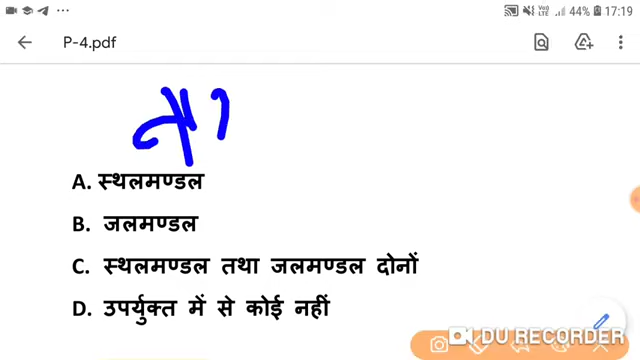 44% 17:19
P-4.pdf
A. स्थलमण्डल
B. जलमण्डल
C. स्थलमण्डल तथा जलमण्डल दोनों
D. उपर्युक्त में से कोई नहीं
DU RECORDER